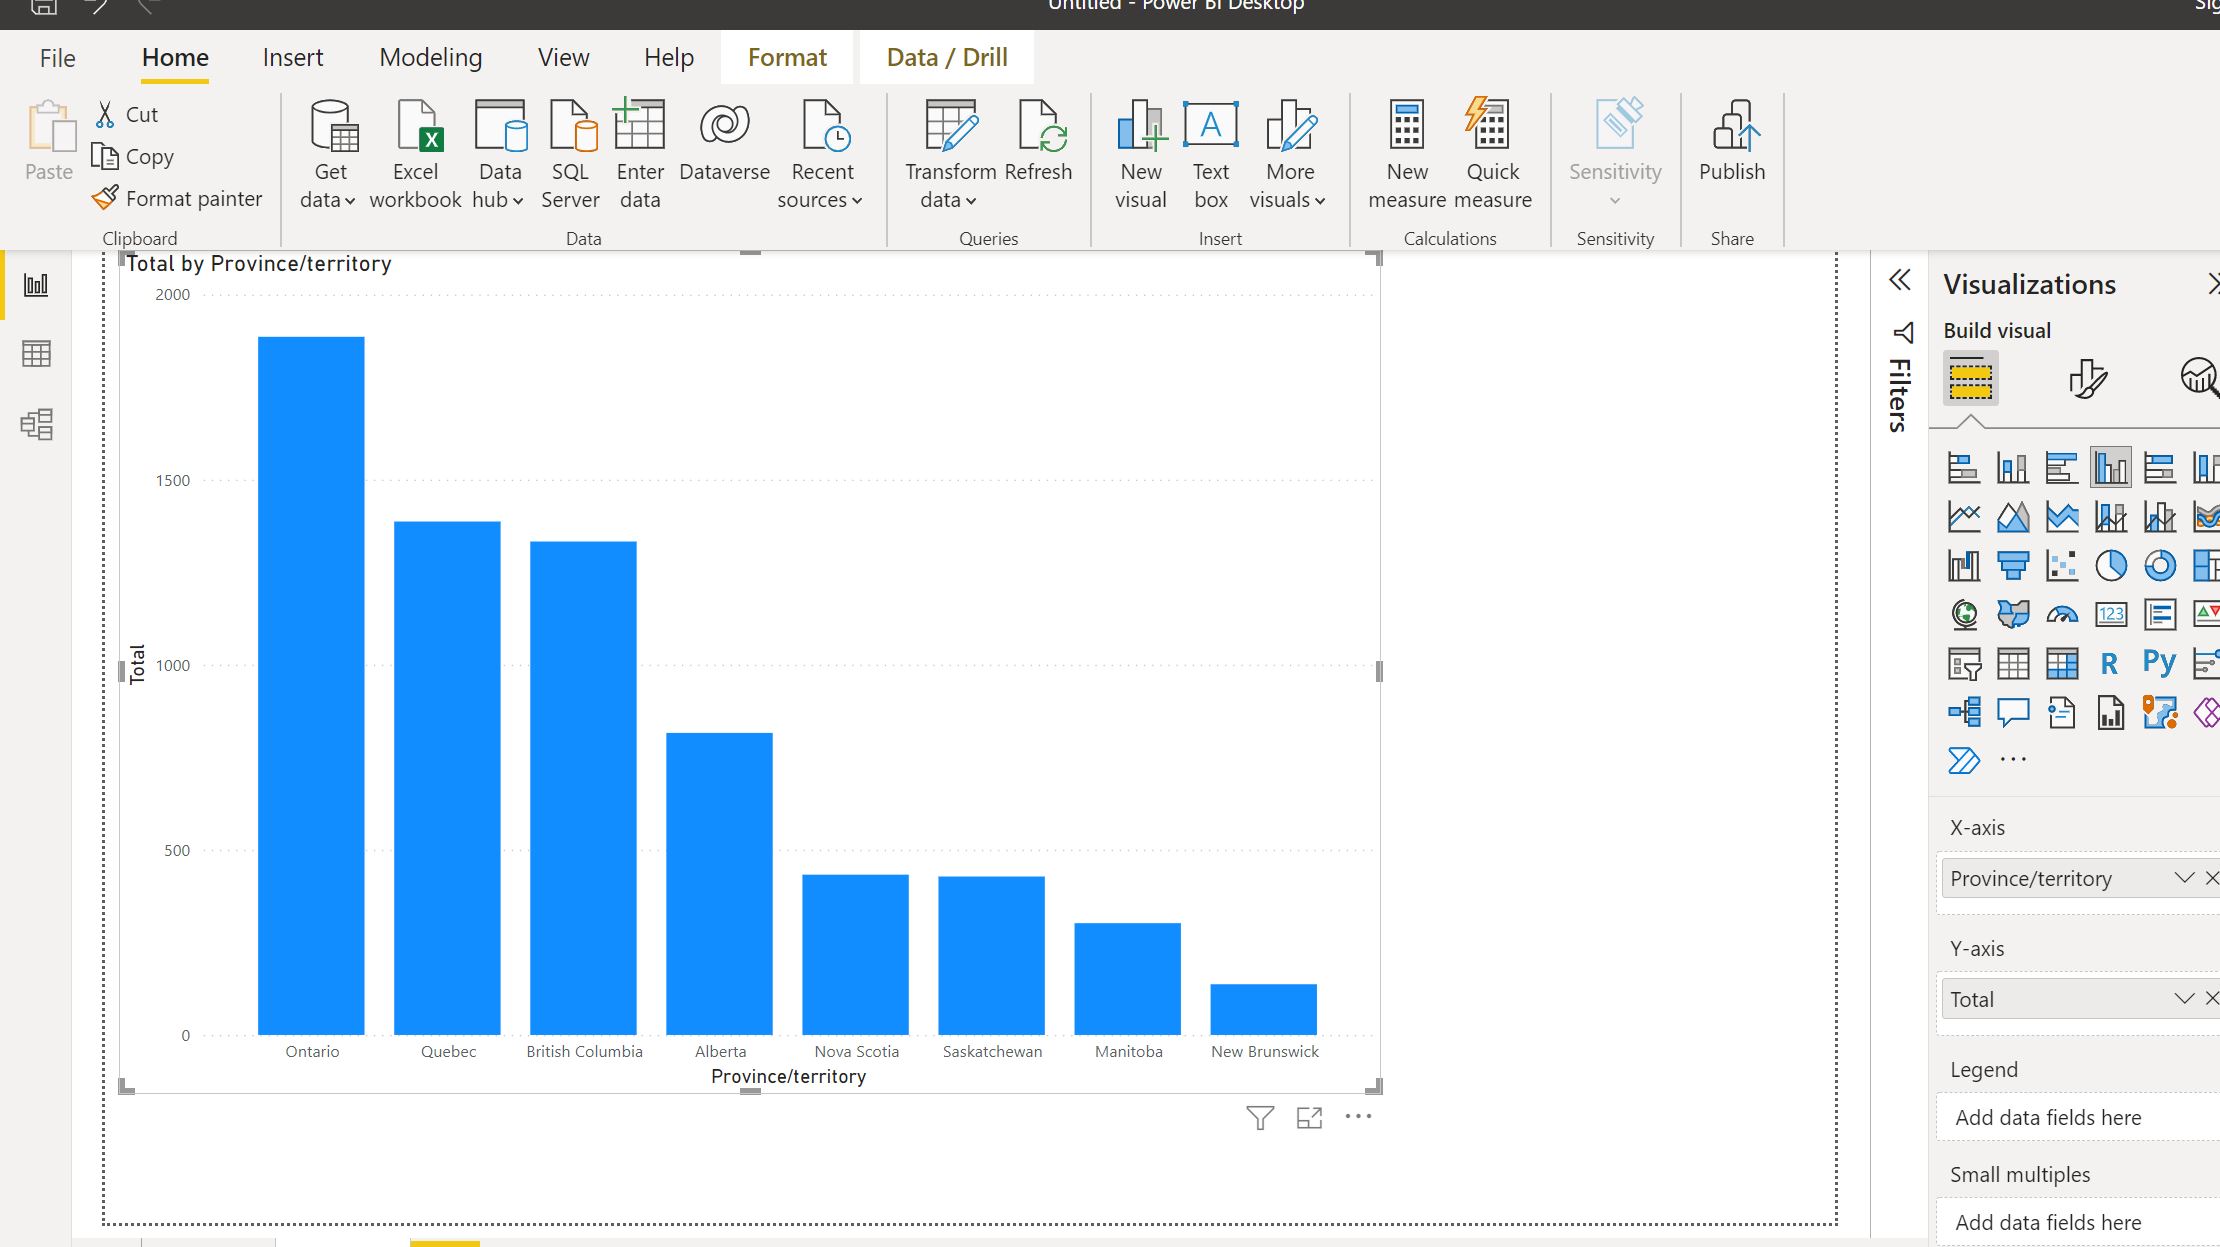 Untitled - Power BI Desktop
File Home Insert Modeling View Help Format Data / Drill
Paste
Cut
Copy
Format painter
Clipboard
Get data
Excel workbook
Data hub
SQL Server
Enter data
Dataverse
Recent sources
Data
Transform data
Refresh
Queries
New visual
Text box
More visuals
Insert
New measure
Quick measure
Calculations
Sensitivity
Sensitivity
Publish
Share
Total by Province/territory
2000
1500
1000
500
0
Total
Ontario Quebec British Columbia Alberta Nova Scotia Saskatchewan Manitoba New Brunswick
Province/territory
Filters
Visualizations
Build visual
123
R Py
X-axis
Province/territory
Y-axis
Total
Legend
Add data fields here
Small multiples
Add data fields here